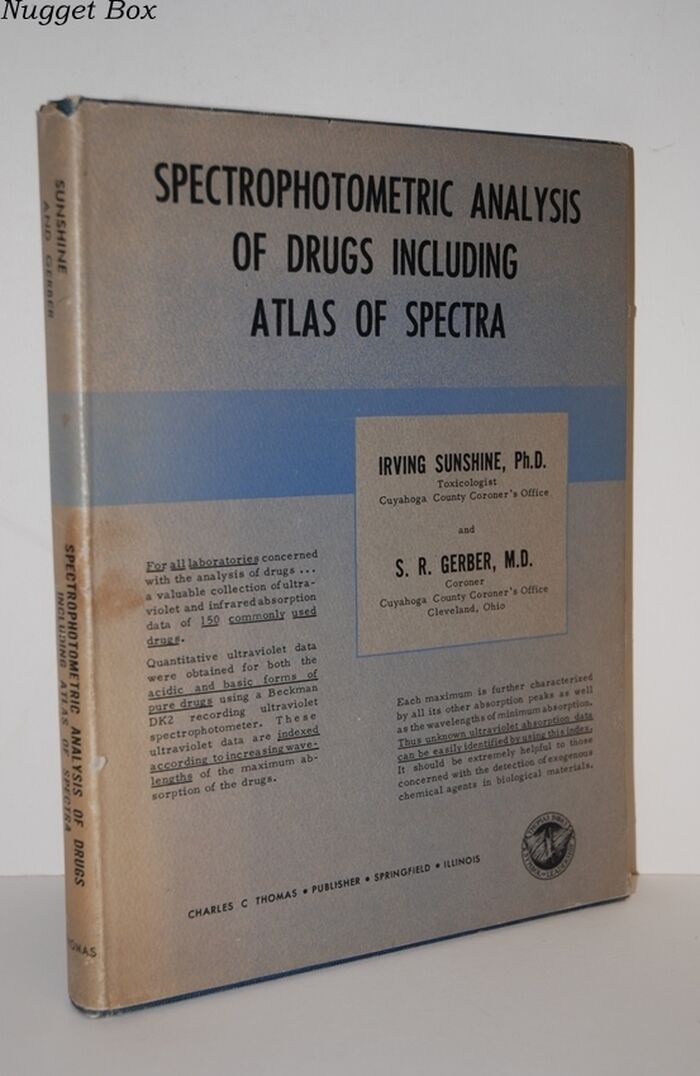 Nugget Box
SUNSHINE
AND GERBER
SPECTROPHOTOMETRIC ANALYSIS OF DRUGS
INCLUDING ATLAS OF SPECTRA
SPECTROPHOTOMETRIC ANALYSIS
OF DRUGS INCLUDING
ATLAS OF SPECTRA
IRVING SUNSHINE, Ph.D.
Toxicologist
Cuyahoga County Coroner's Office
and
S. R. GERBER, M.D.
Coroner
Cuyahoga County Coroner's Office
Cleveland, Ohio
For all laboratories concerned
with the analysis of drugs ...
a valuable collection of ultra-
violet and infrared absorption
data of 150 commonly used
drugs.
Quantitative ultraviolet data
were obtained for both the
acidic and basic forms of
pure drugs using a Beckman
DK2 recording ultraviolet
spectrophotometer. These
ultraviolet data are indexed
according to increasing wave-
lengths of the maximum ab-
sorption of the drugs.
Each maximum is further characterized
by all its other absorption peaks as well
as the wavelengths of minimum absorption.
Thus unknown ultraviolet absorption data
can be easily identified by using this index.
It should be extremely helpful to those
concerned with the detection of exogenous
chemical agents in biological materials.
CHARLES C THOMAS • PUBLISHER • SPRINGFIELD • ILLINOIS